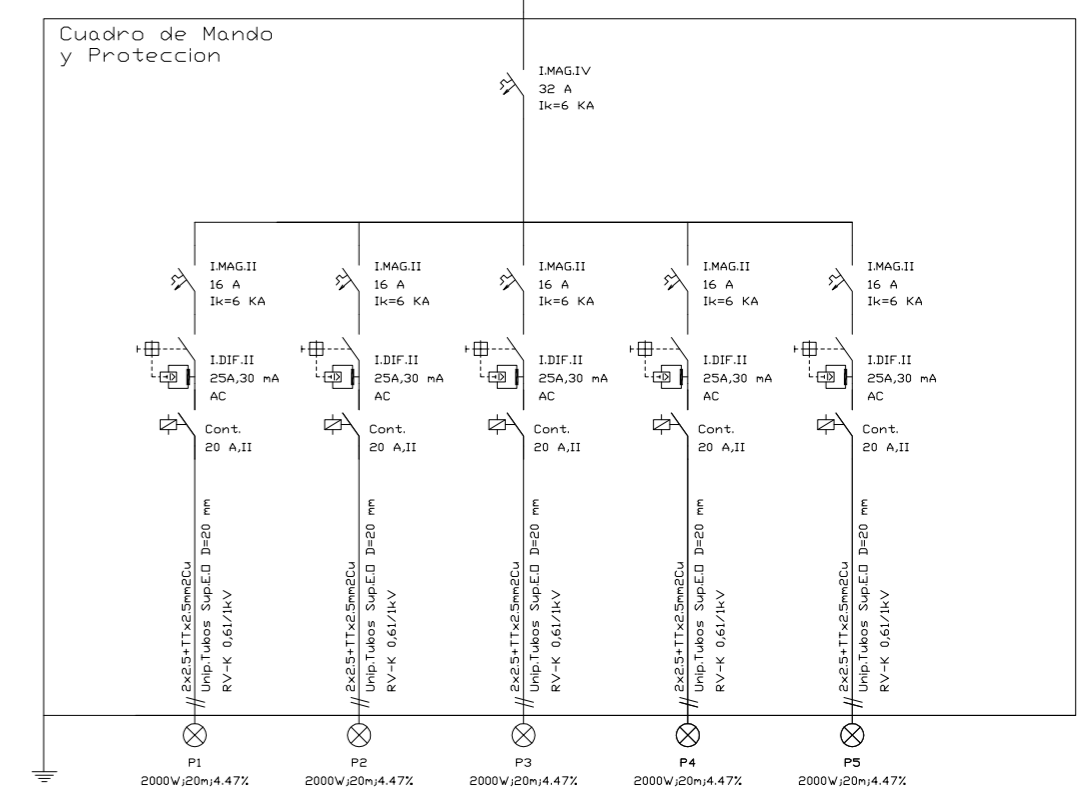 Cuadro de Mando
y Proteccion
I.MAG.IV
32 A
Ik=6 KA
I.MAG.II
16 A
Ik=6 KA
I.DIF.II
25A,30 mA
AC
Cont.
20 A,II
2x2.5+TTx2.5mm2Cu
Unip.Tubos Sup.E.O D=20 mm
RV-K 0,61/1kV
P1
2000W;20m;4.47%
I.MAG.II
16 A
Ik=6 KA
I.DIF.II
25A,30 mA
AC
Cont.
20 A,II
2x2.5+TTx2.5mm2Cu
Unip.Tubos Sup.E.O D=20 mm
RV-K 0,61/1kV
P2
2000W;20m;4.47%
I.MAG.II
16 A
Ik=6 KA
I.DIF.II
25A,30 mA
AC
Cont.
20 A,II
2x2.5+TTx2.5mm2Cu
Unip.Tubos Sup.E.O D=20 mm
RV-K 0,61/1kV
P3
2000W;20m;4.47%
I.MAG.II
16 A
Ik=6 KA
I.DIF.II
25A,30 mA
AC
Cont.
20 A,II
2x2.5+TTx2.5mm2Cu
Unip.Tubos Sup.E.O D=20 mm
RV-K 0,61/1kV
P4
2000W;20m;4.47%
I.MAG.II
16 A
Ik=6 KA
I.DIF.II
25A,30 mA
AC
Cont.
20 A,II
2x2.5+TTx2.5mm2Cu
Unip.Tubos Sup.E.O D=20 mm
RV-K 0,61/1kV
P5
2000W;20m;4.47%